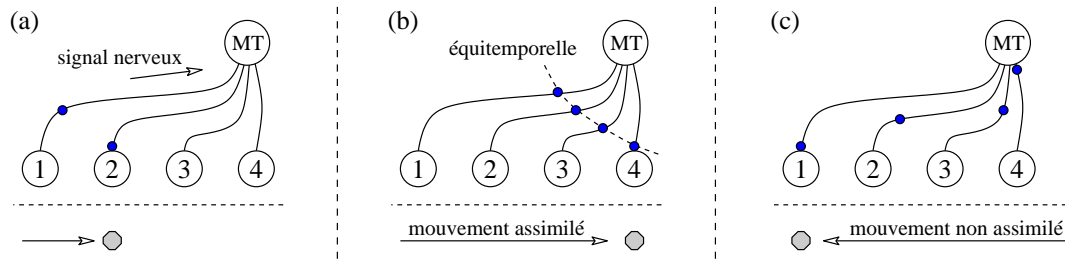 (a)
MT
signal nerveux
1 2 3 4
(b)
MT
équitemporelle
1 2 3 4
mouvement assimilé
(c)
MT
1 2 3 4
mouvement non assimilé